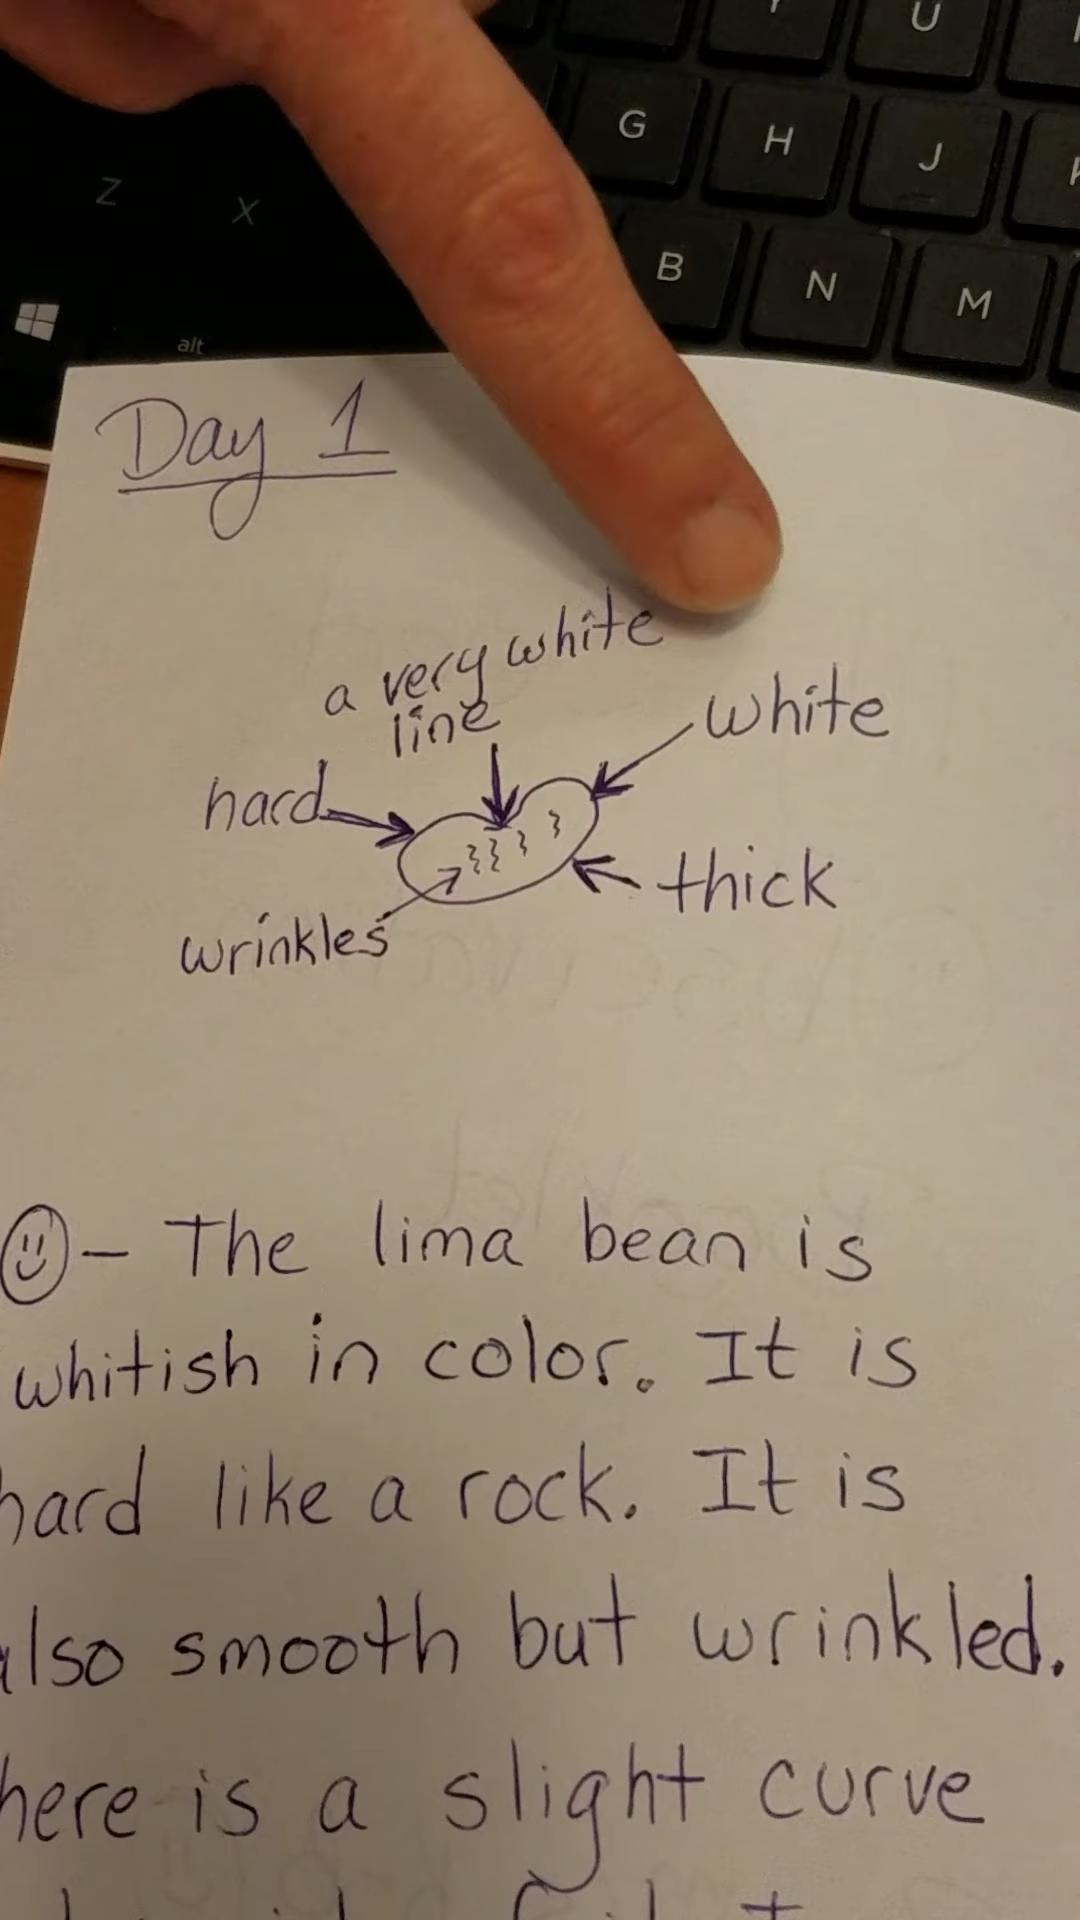 U
G H J
Z X
B N M
alt
Day 1
a very white
line
white
hard
thick
wrinkles
- The lima bean is
whitish in color. It is
hard like a rock. It is
also smooth but wrinkled.
here is a slight curve